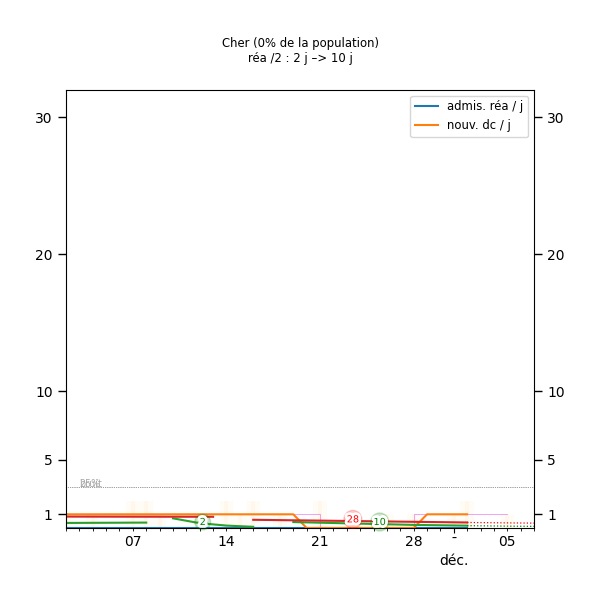 Cher (0% de la population)
réa /2 : 2 j –> 10 j
admis. réa / j
nouv. dc / j
30 30
20 20
10 10
5 5
1 1
2 28 10
07 14 21 28 - 05
déc.